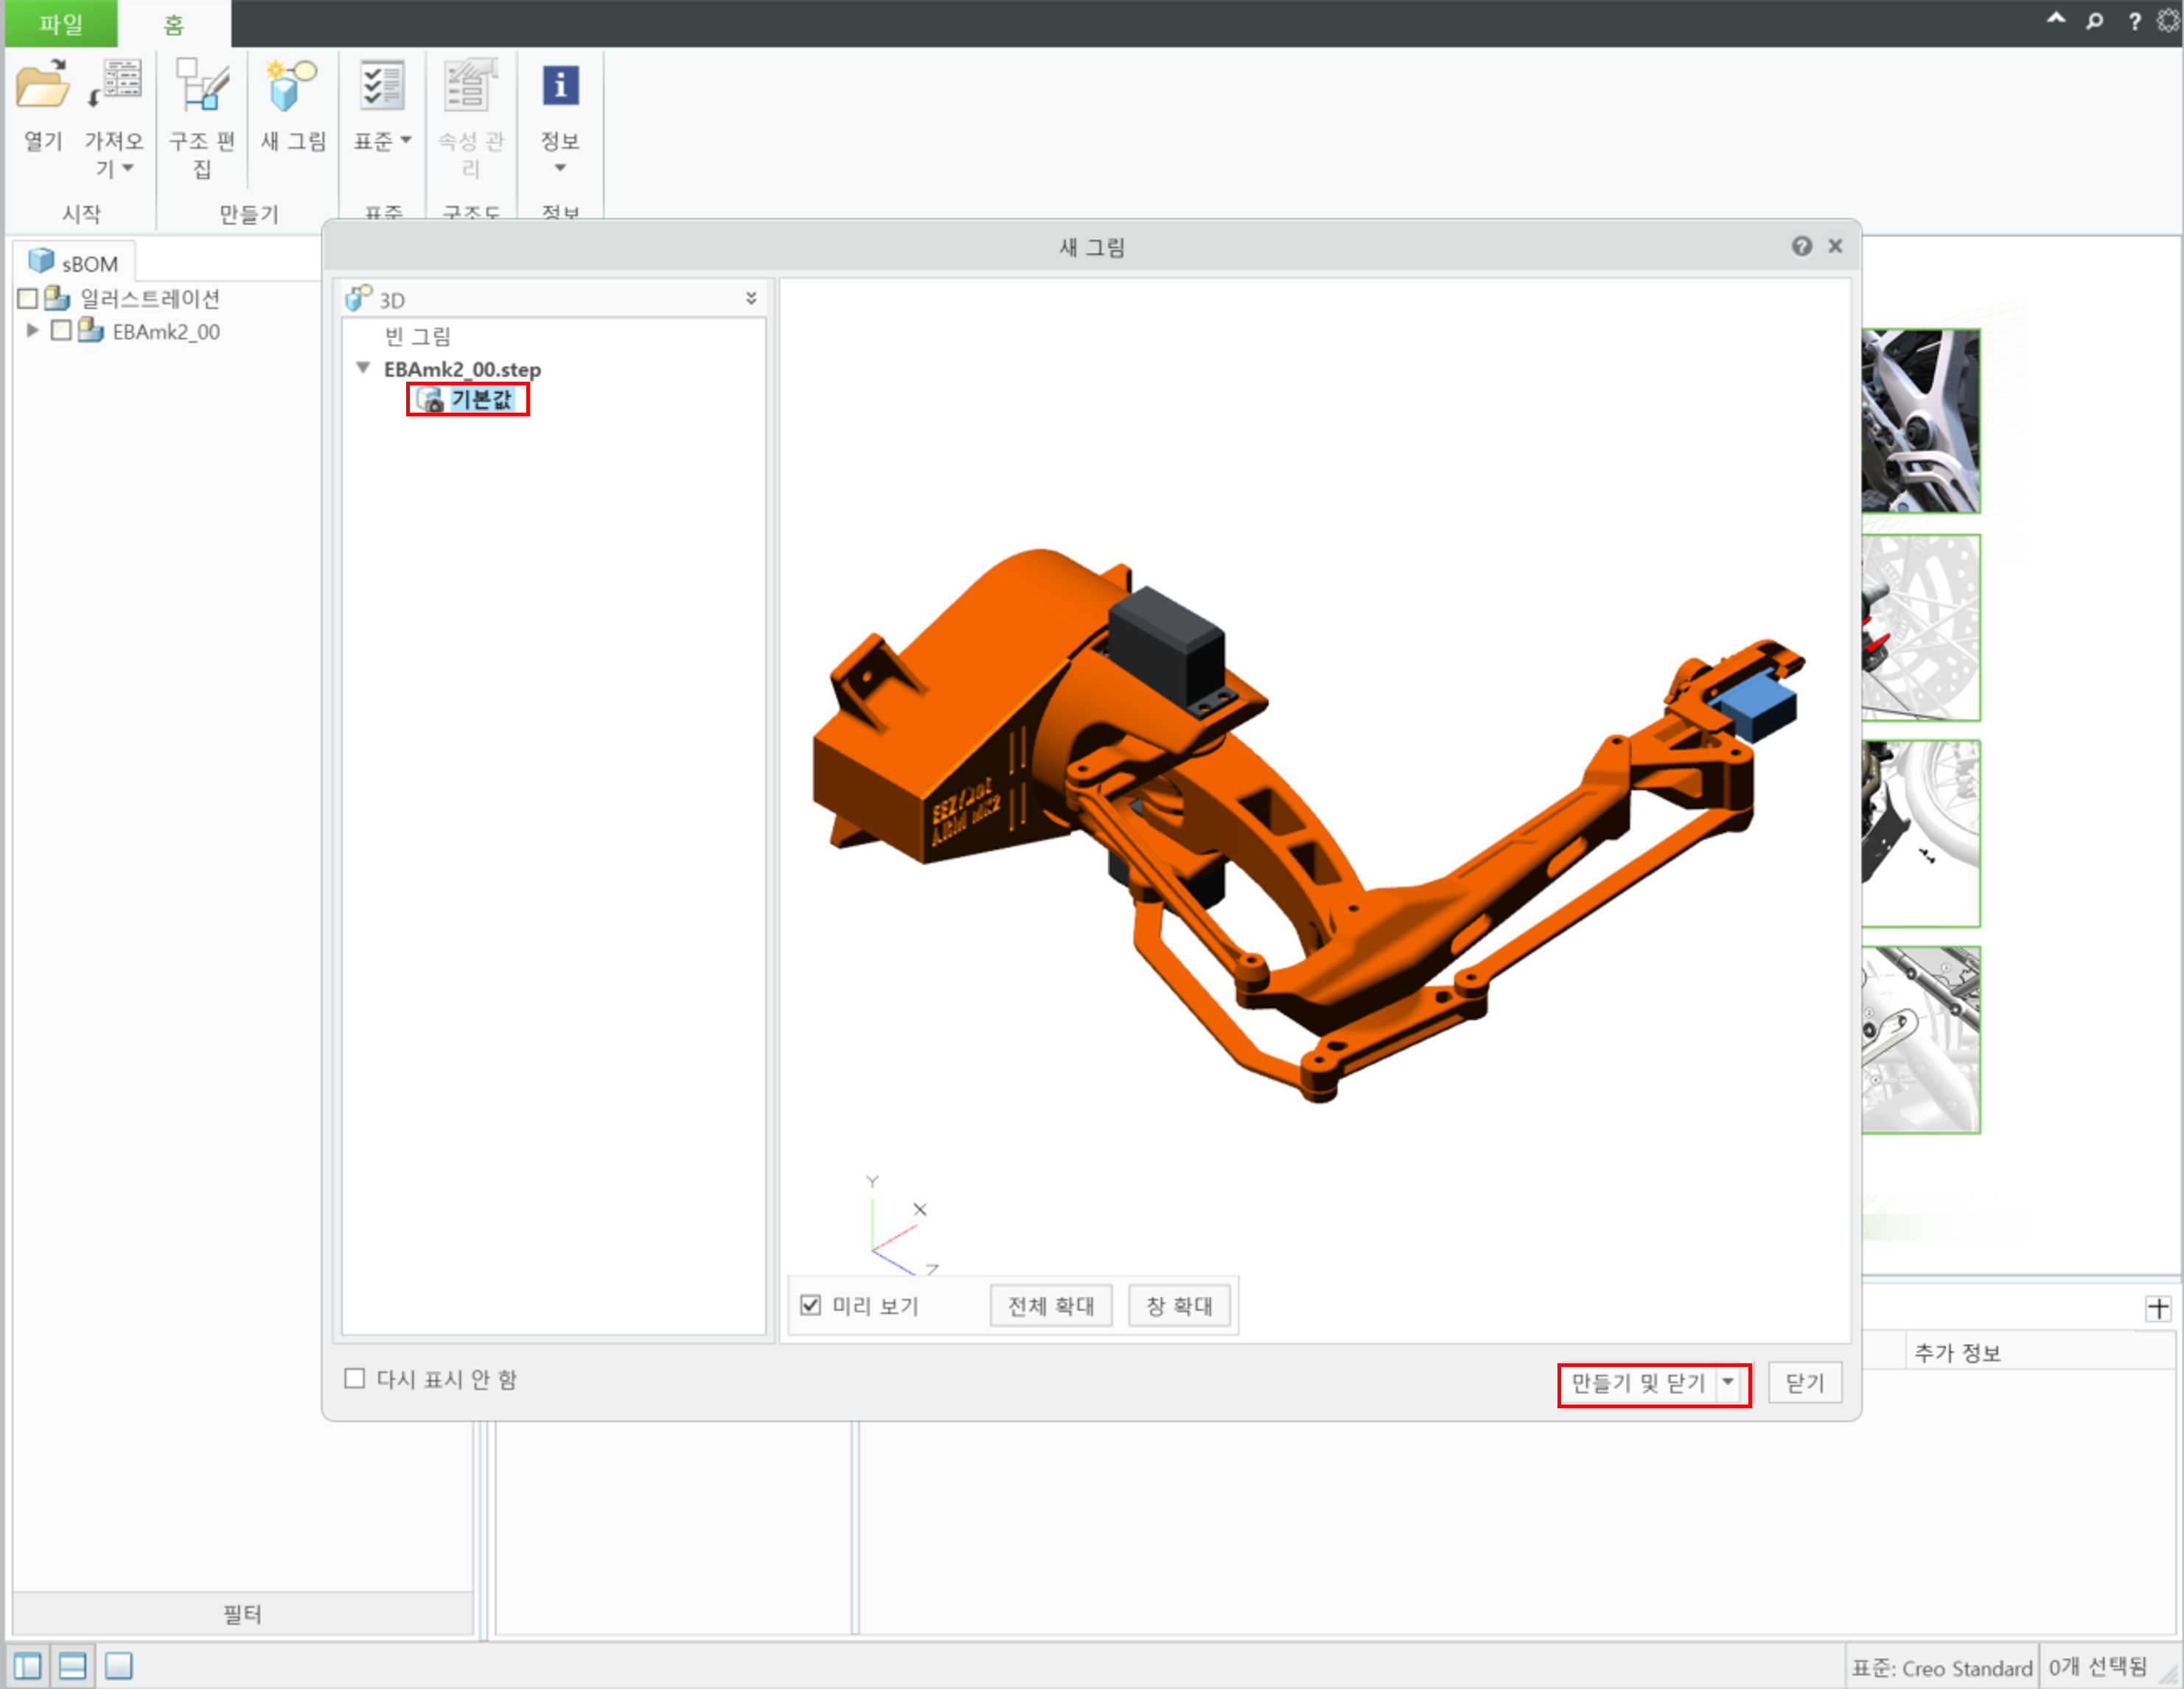 파일
홈
?
열기
가져오
기
구조 편
집
새 그림
표준
속성 관
리
i
정보
시작
만들기
표준
구조도
정보
sBOM
일러스트레이션
EBAmk2_00
새 그림
3D
빈 그림
EBAmk2_00.step
기본값
EEZYbot
ARM MK2
Y
X
Z
미리 보기
전체 확대
창 확대
다시 표시 안 함
만들기 및 닫기
닫기
추가 정보
필터
표준: Creo Standard
0개 선택됨